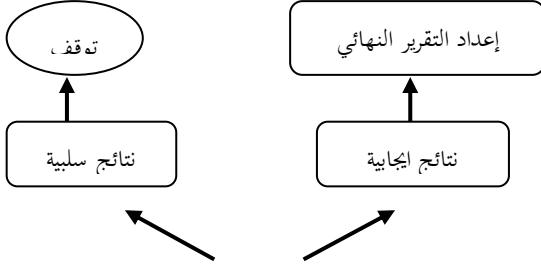 إعداد التقرير النهائي
توقف
نتائج ايجابية
نتائج سلبية